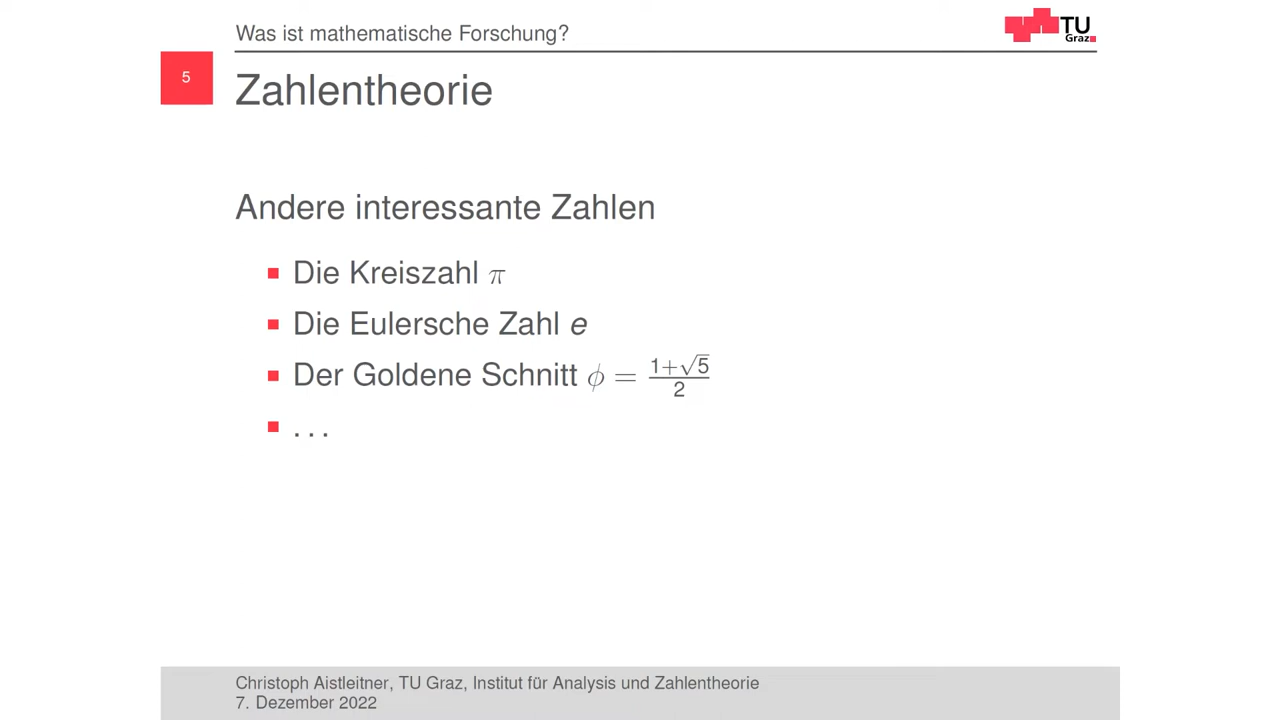 Was ist mathematische Forschung?
TU
Graz
5
Zahlentheorie
Andere interessante Zahlen
Die Kreiszahl π
Die Eulersche Zahl e
Der Goldene Schnitt ϕ = (1+√5)/2
. . .
Christoph Aistleitner, TU Graz, Institut für Analysis und Zahlentheorie
7. Dezember 2022